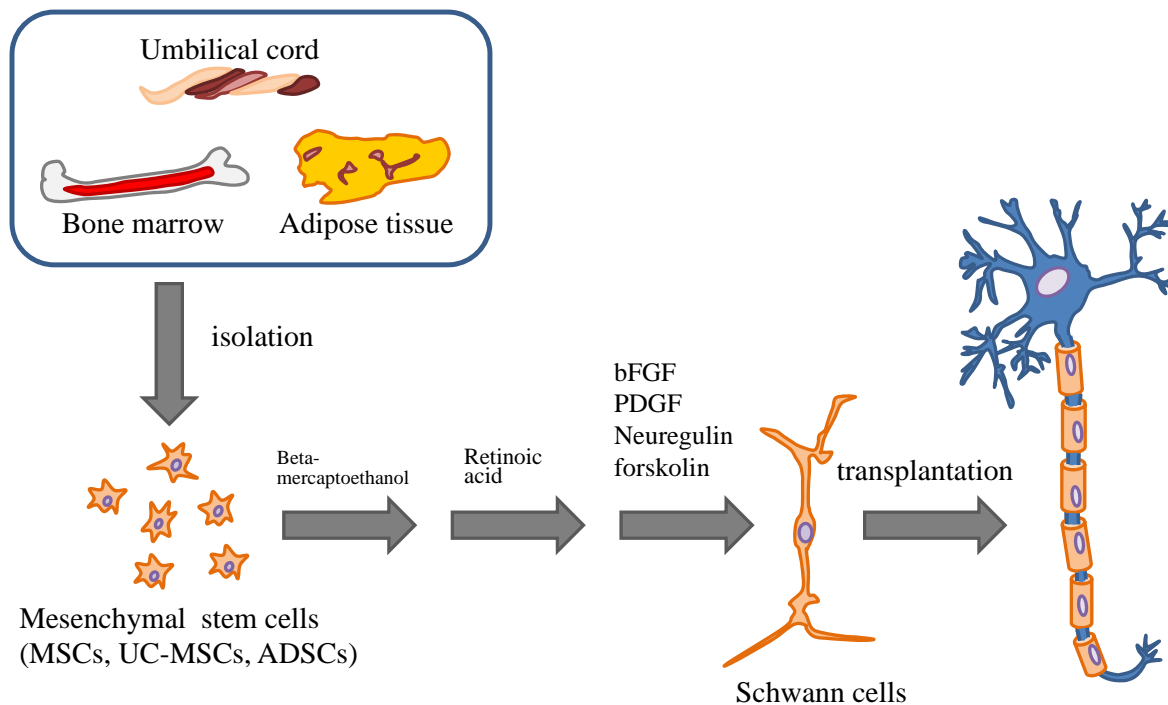 Umbilical cord
Bone marrow
Adipose tissue
isolation
Mesenchymal stem cells
(MSCs, UC-MSCs, ADSCs)
Beta-
mercaptoethanol
Retinoic
acid
bFGF
PDGF
Neuregulin
forskolin
Schwann cells
transplantation